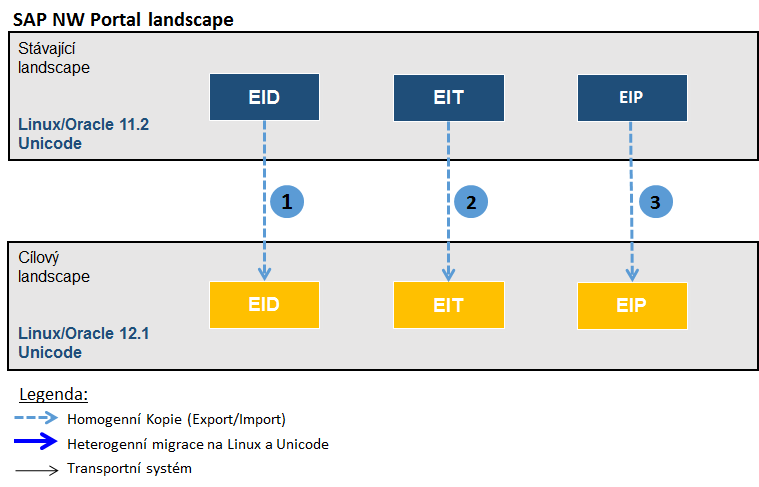 SAP NW Portal landscape
Stávající
landscape
EID
EIT
EIP
Linux/Oracle 11.2
Unicode
1
2
3
Cílový
landscape
EID
EIT
EIP
Linux/Oracle 12.1
Unicode
Legenda:
Homogenní Kopie (Export/Import)
Heterogenní migrace na Linux a Unicode
Transportní systém